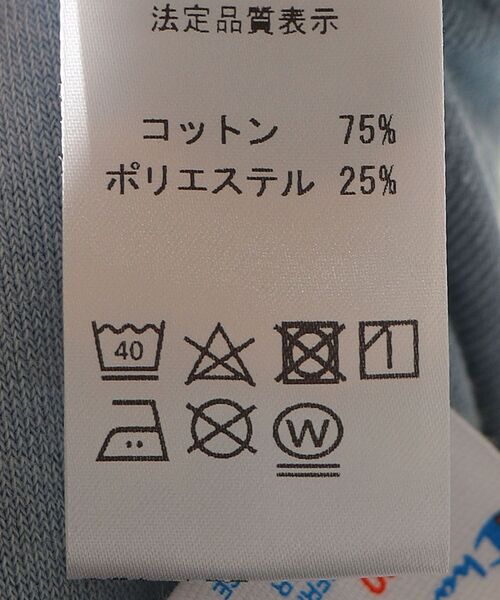 法定品質表示
コットン 75%
ポリエステル 25%
40
W
Cha